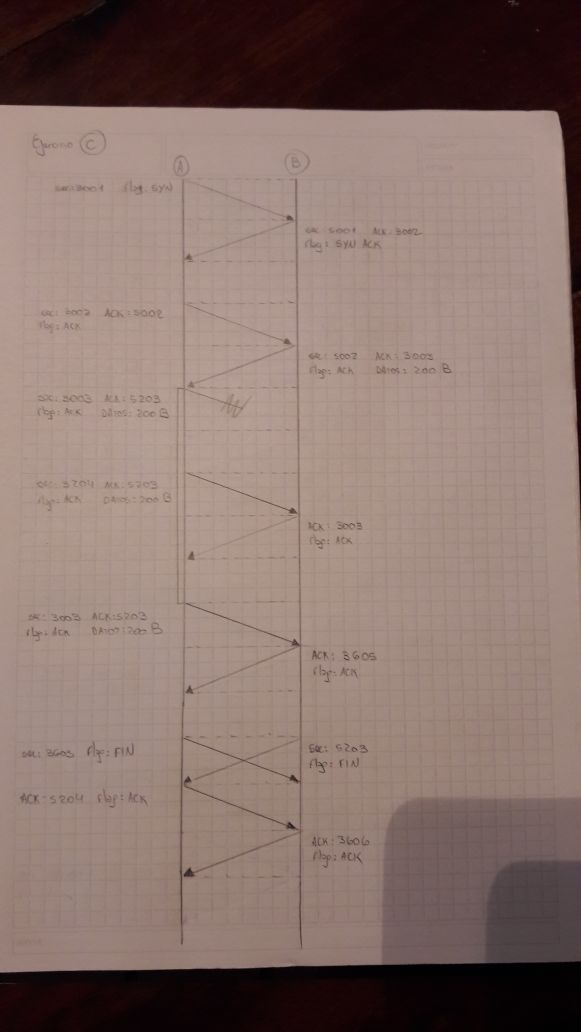 Ejercicio C
A B
sec: 3001 flag: SYN
sec: 5001 ACK: 3002
flag: SYN ACK
sec: 3002 ACK: 5002
flag: ACK
sec: 5002 ACK: 3003
flag: ACK DATOS: 200 B
sec: 3003 ACK: 5203
flag: ACK DATOS: 200 B
sec: 3204 ACK: 5203
flag: ACK DATOS: 200 B
ACK: 3003
flag: ACK
sec: 3003 ACK: 5203
flag: ACK DATOS: 200 B
ACK: 3605
flag: ACK
sec: 3605 flag: FIN
sec: 5203
flag: FIN
ACK: 5204 flag: ACK
ACK: 3606
flag: ACK